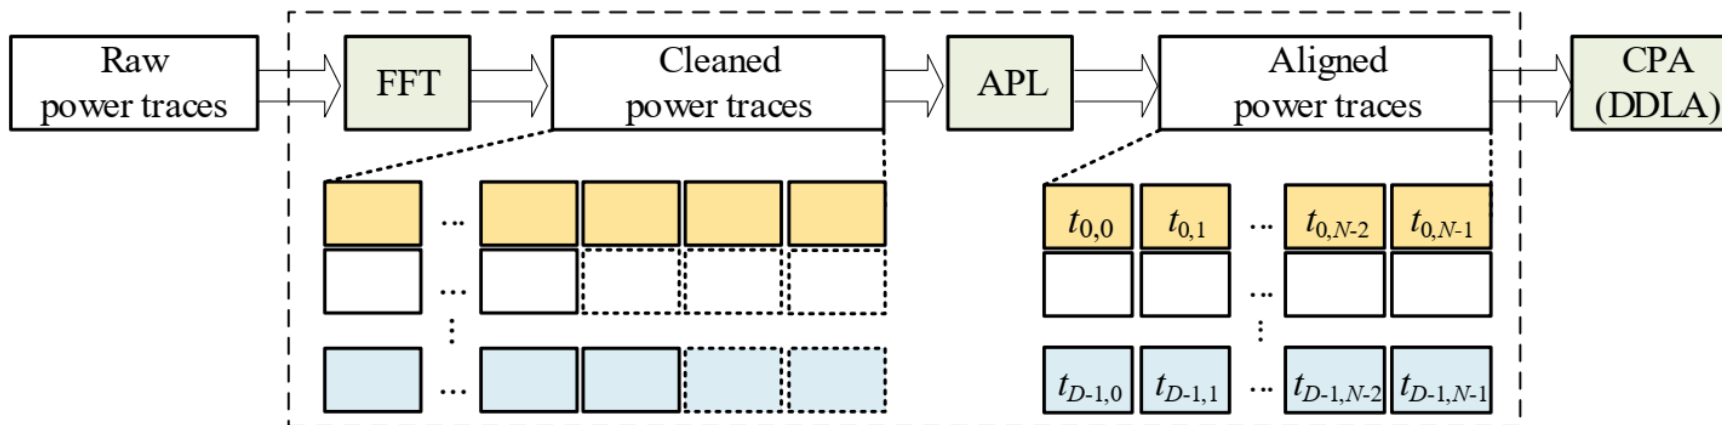 Raw
power traces
FFT
Cleaned
power traces
APL
Aligned
power traces
CPA
(DDLA)
...
t0,0 t0,1 ... t0,N-2 t0,N-1
...
...
⋮
⋮
...
tD-1,0 tD-1,1 ... tD-1,N-2 tD-1,N-1